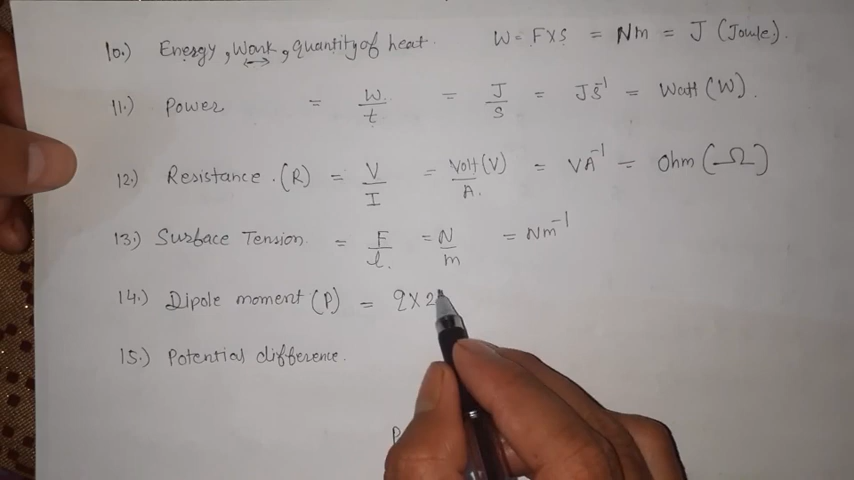 10.) Energy, Work, quantity of heat. W = F×S = Nm = J (Joule).
11.) Power = W/t = J/S = JS⁻¹ = Watt (W).
12.) Resistance. (R) = V/I = Volt(V)/A. = VA⁻¹ = Ohm (Ω)
13.) Surface Tension = F/l. = N/m = Nm⁻¹
14.) Dipole moment (P) = q×2
15.) Potential difference.
P